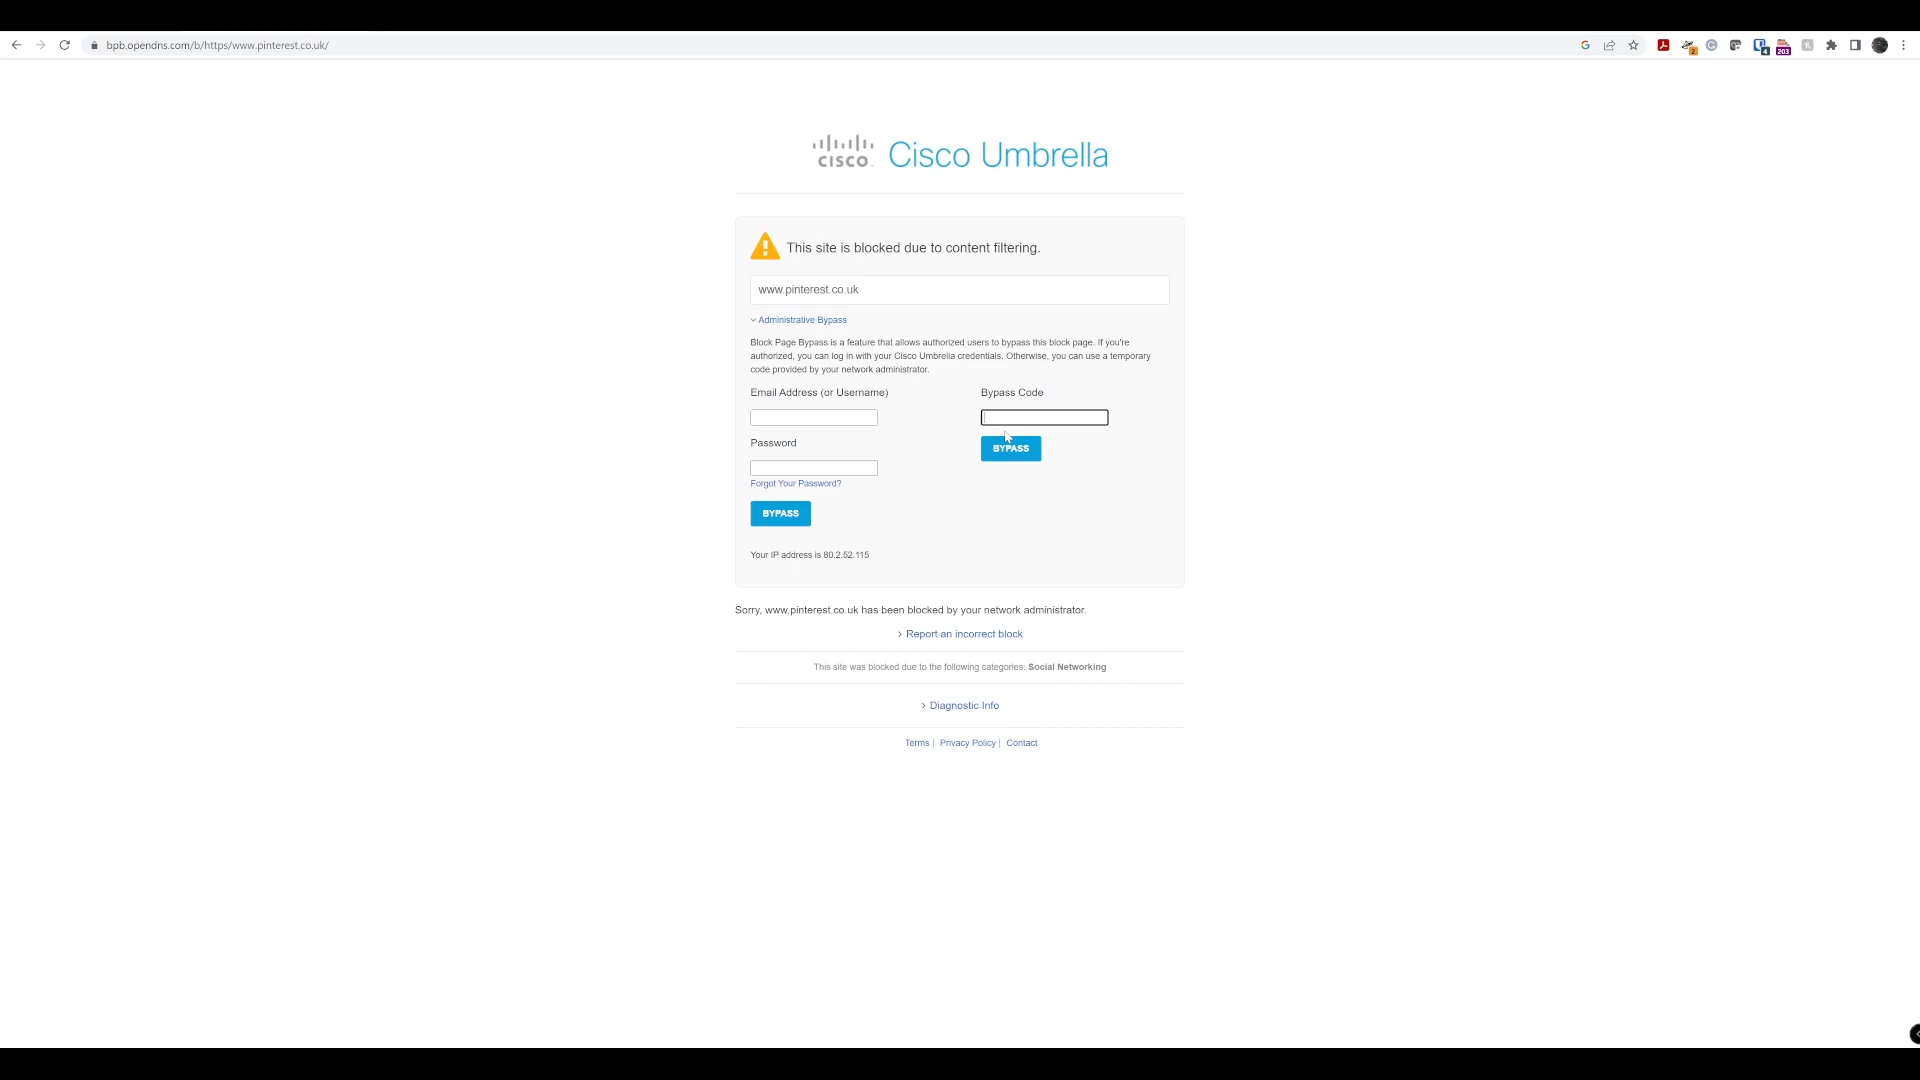 bpb.opendns.com/b/https/www.pinterest.co.uk/
2
4
203
CISCO
Cisco Umbrella
This site is blocked due to content filtering.
www.pinterest.co.uk
Administrative Bypass
Block Page Bypass is a feature that allows authorized users to bypass this block page. If you're
authorized, you can log in with your Cisco Umbrella credentials. Otherwise, you can use a temporary
code provided by your network administrator.
Email Address (or Username)
Bypass Code
BYPASS
Password
Forgot Your Password?
BYPASS
Your IP address is 80.2.52.115
Sorry, www.pinterest.co.uk has been blocked by your network administrator.
> Report an incorrect block
This site was blocked due to the following categories: Social Networking
> Diagnostic Info
Terms | Privacy Policy | Contact